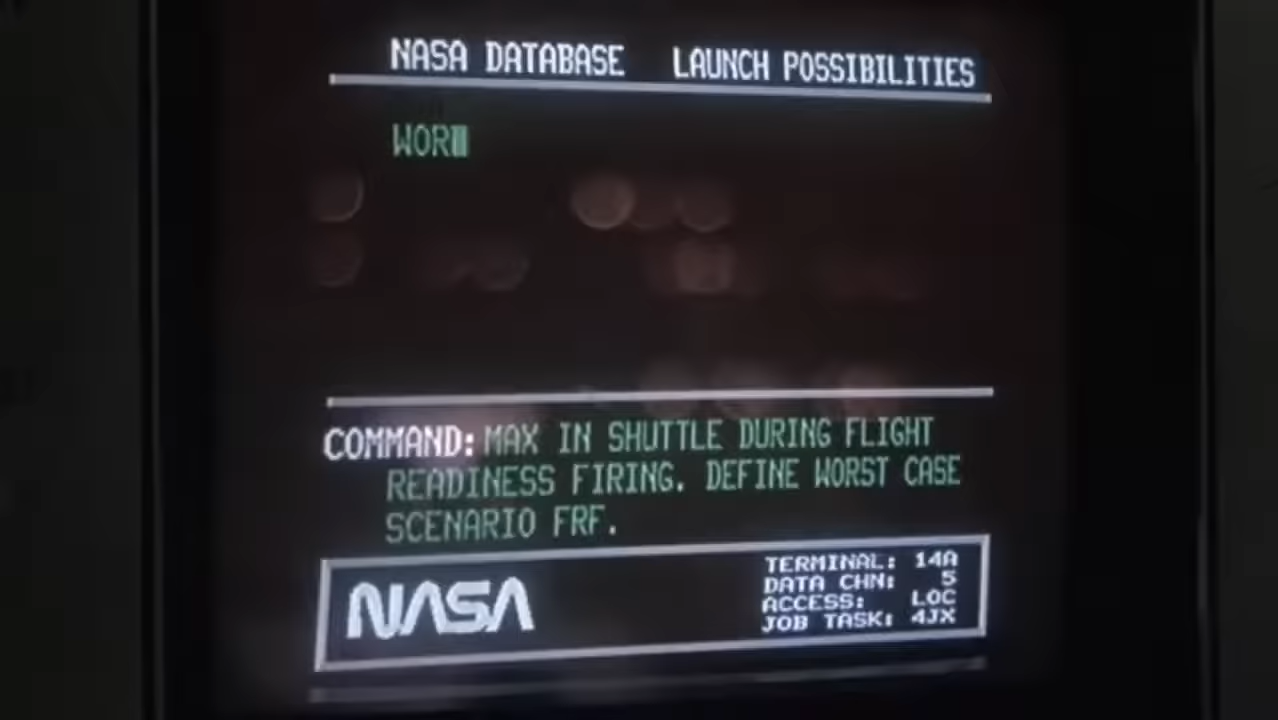 NASA DATABASE LAUNCH POSSIBILITIES
WOR
COMMAND: MAX IN SHUTTLE DURING FLIGHT
READINESS FIRING. DEFINE WORST CASE
SCENARIO FRF.
NASA
TERMINAL: 14A
DATA CHN: 5
ACCESS: LOC
JOB TASK: 4JX